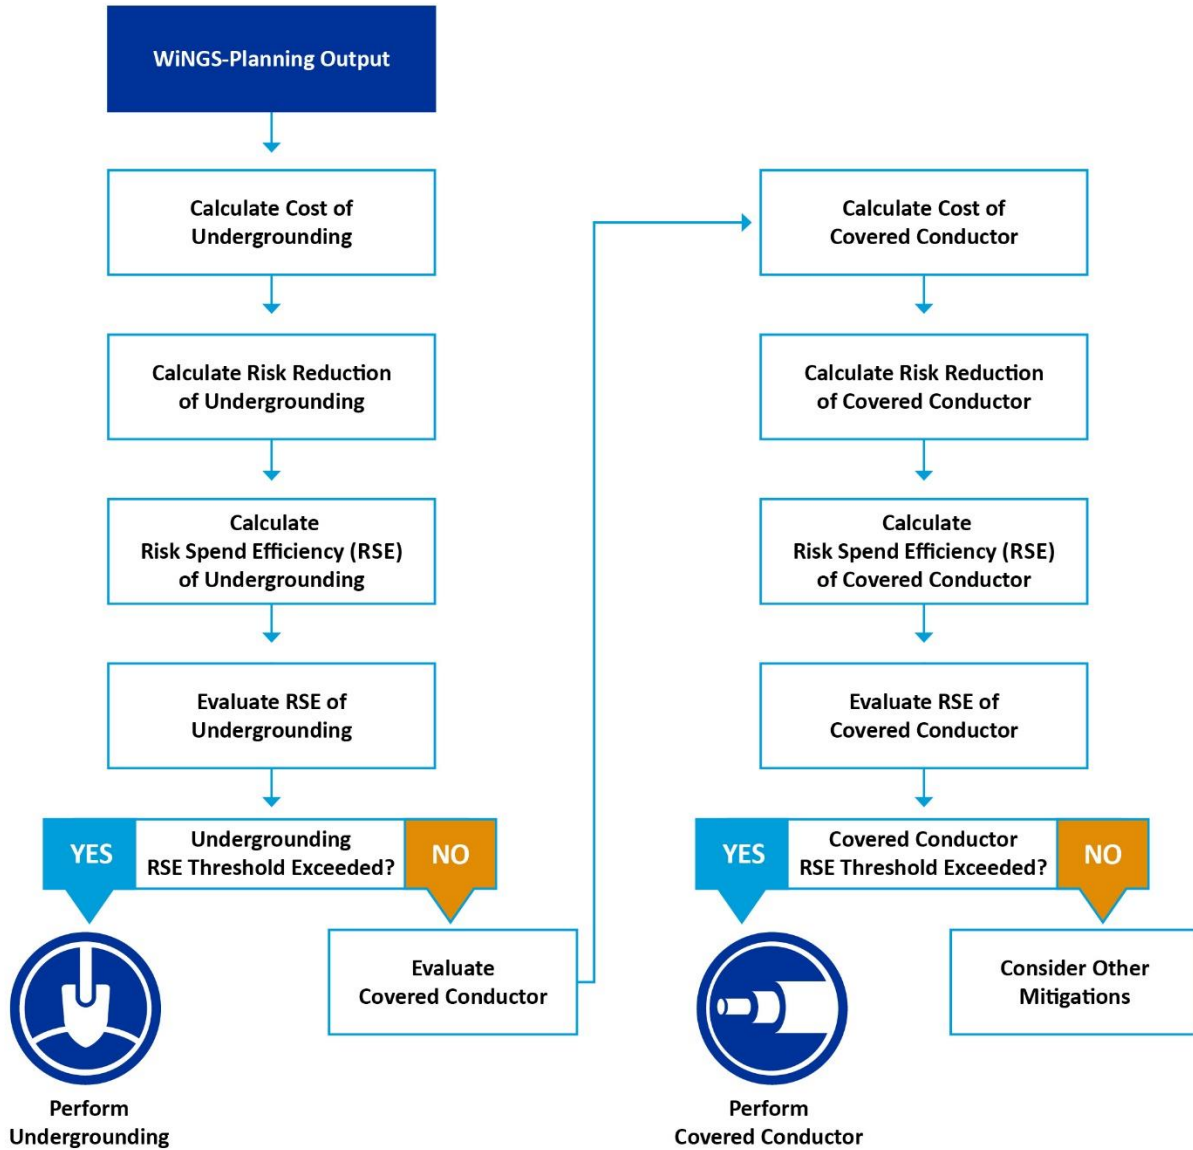 WiNGS-Planning Output
Calculate Cost of
Undergrounding
Calculate Risk Reduction
of Undergrounding
Calculate
Risk Spend Efficiency (RSE)
of Undergrounding
Evaluate RSE of
Undergrounding
YES
Undergrounding
RSE Threshold Exceeded?
NO
Perform
Undergrounding
Evaluate
Covered Conductor
Calculate Cost of
Covered Conductor
Calculate Risk Reduction
of Covered Conductor
Calculate
Risk Spend Efficiency (RSE)
of Covered Conductor
Evaluate RSE of
Covered Conductor
YES
Covered Conductor
RSE Threshold Exceeded?
NO
Perform
Covered Conductor
Consider Other
Mitigations